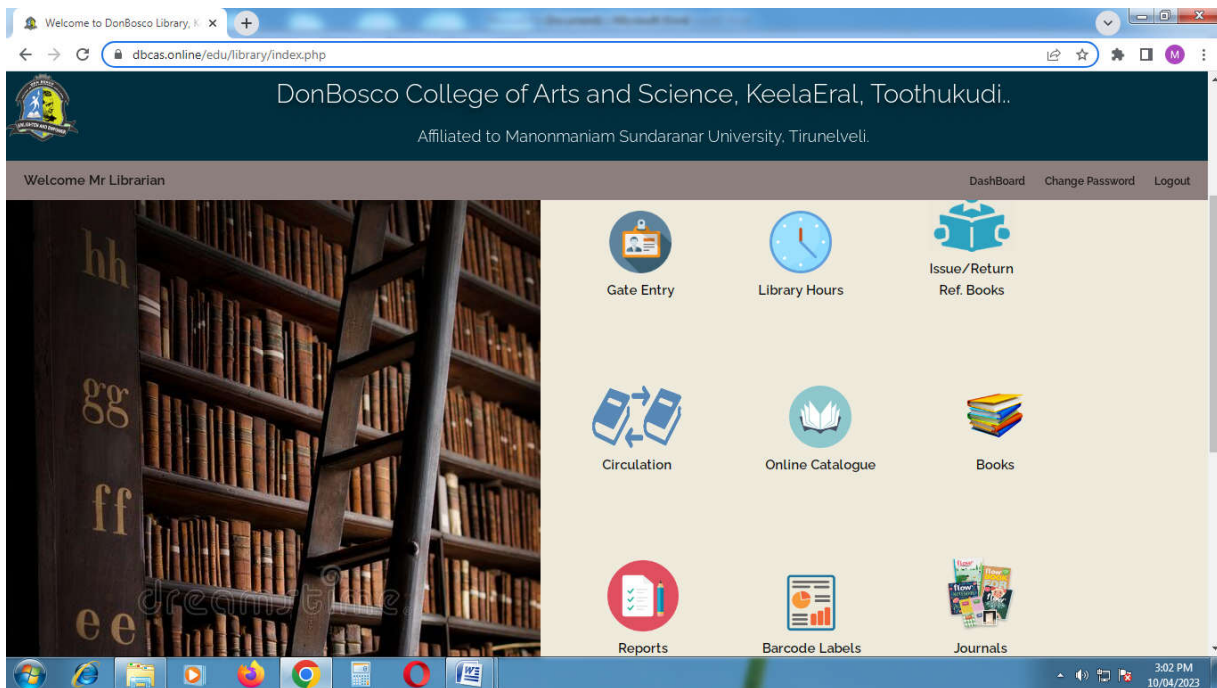 Welcome to DonBosco Library, K
dbcas.online/edu/library/index.php
M
DonBosco College of Arts and Science, KeelaEral, Toothukudi..
Affiliated to Manonmaniam Sundaranar University, Tirunelveli.
Welcome Mr Librarian
DashBoard Change Password Logout
hh
gg
ff
ee
dreamstime
Gate Entry
Library Hours
Issue/Return
Ref. Books
Circulation
Online Catalogue
Books
Reports
Barcode Labels
Journals
flow
flow
flow
3:02 PM
10/04/2023